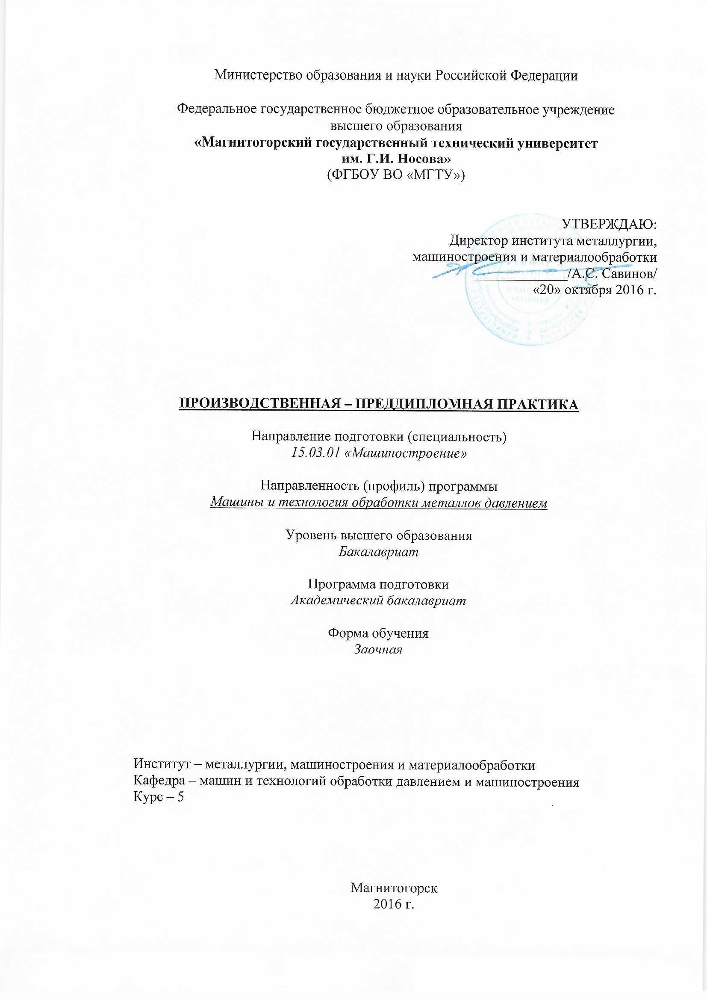 Министерство образования и науки Российской Федерации
Федеральное государственное бюджетное образовательное учреждение
высшего образования
«Магнитогорский государственный технический университет
им. Г.И. Носова»
(ФГБОУ ВО «МГТУ»)
УТВЕРЖДАЮ:
Директор института металлургии,
машиностроения и материалообработки
_____________/А.С. Савинов/
«20» октября 2016 г.
ПРОИЗВОДСТВЕННАЯ – ПРЕДДИПЛОМНАЯ ПРАКТИКА
Направление подготовки (специальность)
15.03.01 «Машиностроение»
Направленность (профиль) программы
Машины и технология обработки металлов давлением
Уровень высшего образования
Бакалавриат
Программа подготовки
Академический бакалавриат
Форма обучения
Заочная
Институт – металлургии, машиностроения и материалообработки
Кафедра – машин и технологий обработки давлением и машиностроения
Курс – 5
Магнитогорск
2016 г.